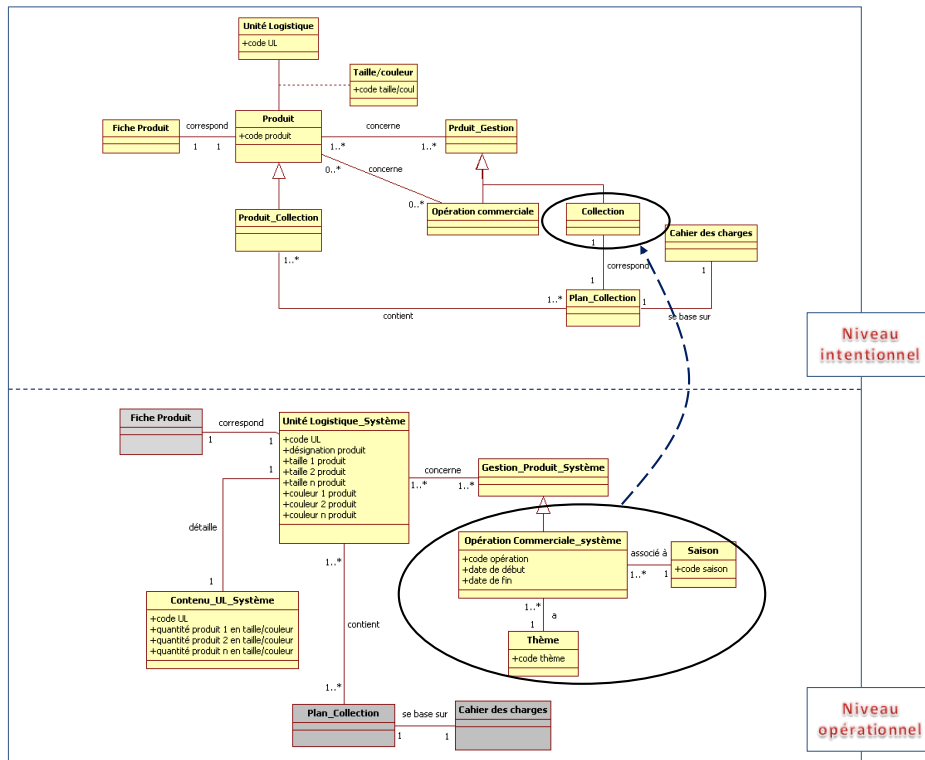 Unité Logistique
+code UL
Taille/couleur
+code taille/coul
Fiche Produit
correspond
1
1
Produit
+code produit
concerne
1..*
1..*
Prduit_Gestion
0..*
concerne
0..*
Produit_Collection
Opération commerciale
Collection
Cahier des charges
1..*
1
correspond
1
1
1..*
Plan_Collection
1
contient
se base sur
Niveau
intentionnel
Fiche Produit
correspond
1
1
Unité Logistique_Système
+code UL
+désignation produit
+taille 1 produit
+taille 2 produit
+taille n produit
+couleur 1 produit
+couleur 2 produit
+couleur n produit
concerne
1..*
1..*
Gestion_Produit_Système
1
détaille
1
Opération Commerciale_système
+code opération
+date de début
+date de fin
associé à
1..*
1
Saison
+code saison
1..*
1..*
a
1
Contenu_UL_Système
+code UL
+quantité produit 1 en taille/couleur
+quantité produit 2 en taille/couleur
+quantité produit n en taille/couleur
contient
Thème
+code thème
1..*
Plan_Collection
se base sur
1
1
Cahier des charges
Niveau
opérationnel